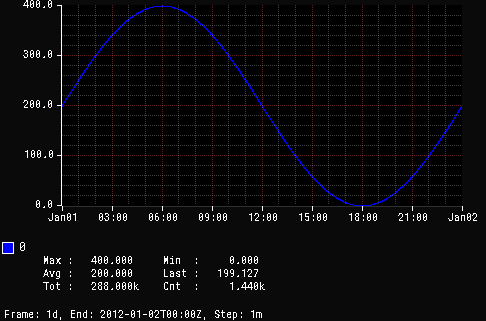 400.0
300.0
200.0
100.0
0.0
Jan01 03:00 06:00 09:00 12:00 15:00 18:00 21:00 Jan02
0
Max : 400.000 Min : 0.000
Avg : 200.000 Last : 199.127
Tot : 288.000k Cnt : 1.440k
Frame: 1d, End: 2012-01-02T00:00Z, Step: 1m